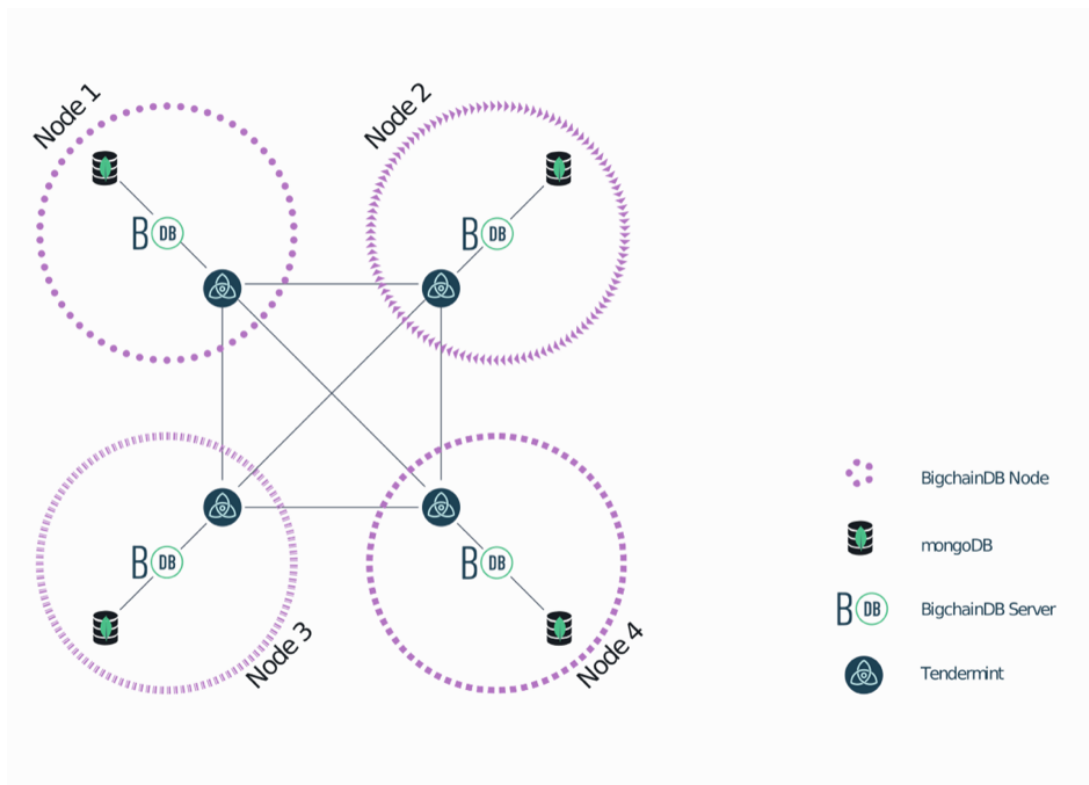 Node 1
Node 2
B DB
B DB
B DB
B DB
Node 3
Node 4
BigchainDB Node
mongoDB
B DB BigchainDB Server
Tendermint